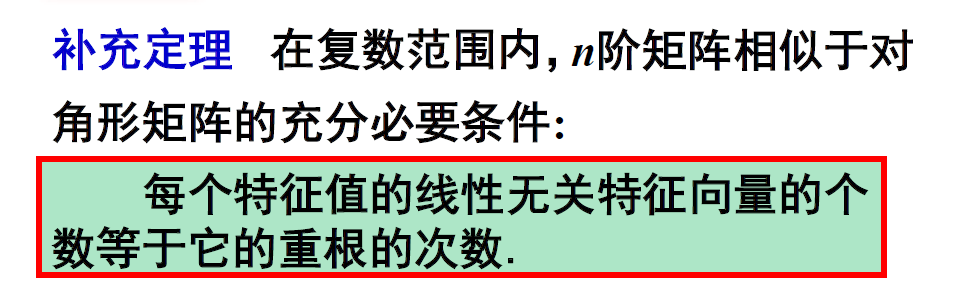 补充定理 在复数范围内, n阶矩阵相似于对
角形矩阵的充分必要条件:
每个特征值的线性无关特征向量的个
数等于它的重根的次数.